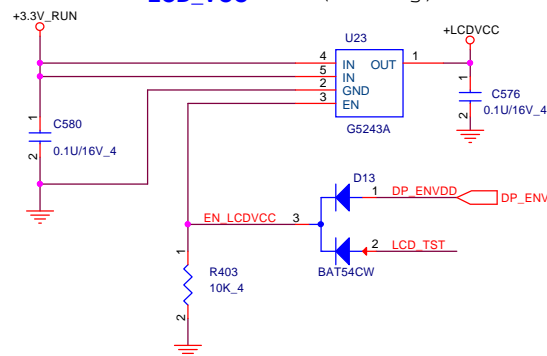 +3.3V_RUN
U23
+LCDVCC
4 IN OUT 1
5 IN
2 GND
3 EN
G5243A
1
C580
2
0.1U/16V_4
1
C576
2
0.1U/16V_4
D13
1 DP_ENVDD
DP_ENV
EN_LCDVCC 3
2 LCD_TST
BAT54CW
1
R403
10K_4
2